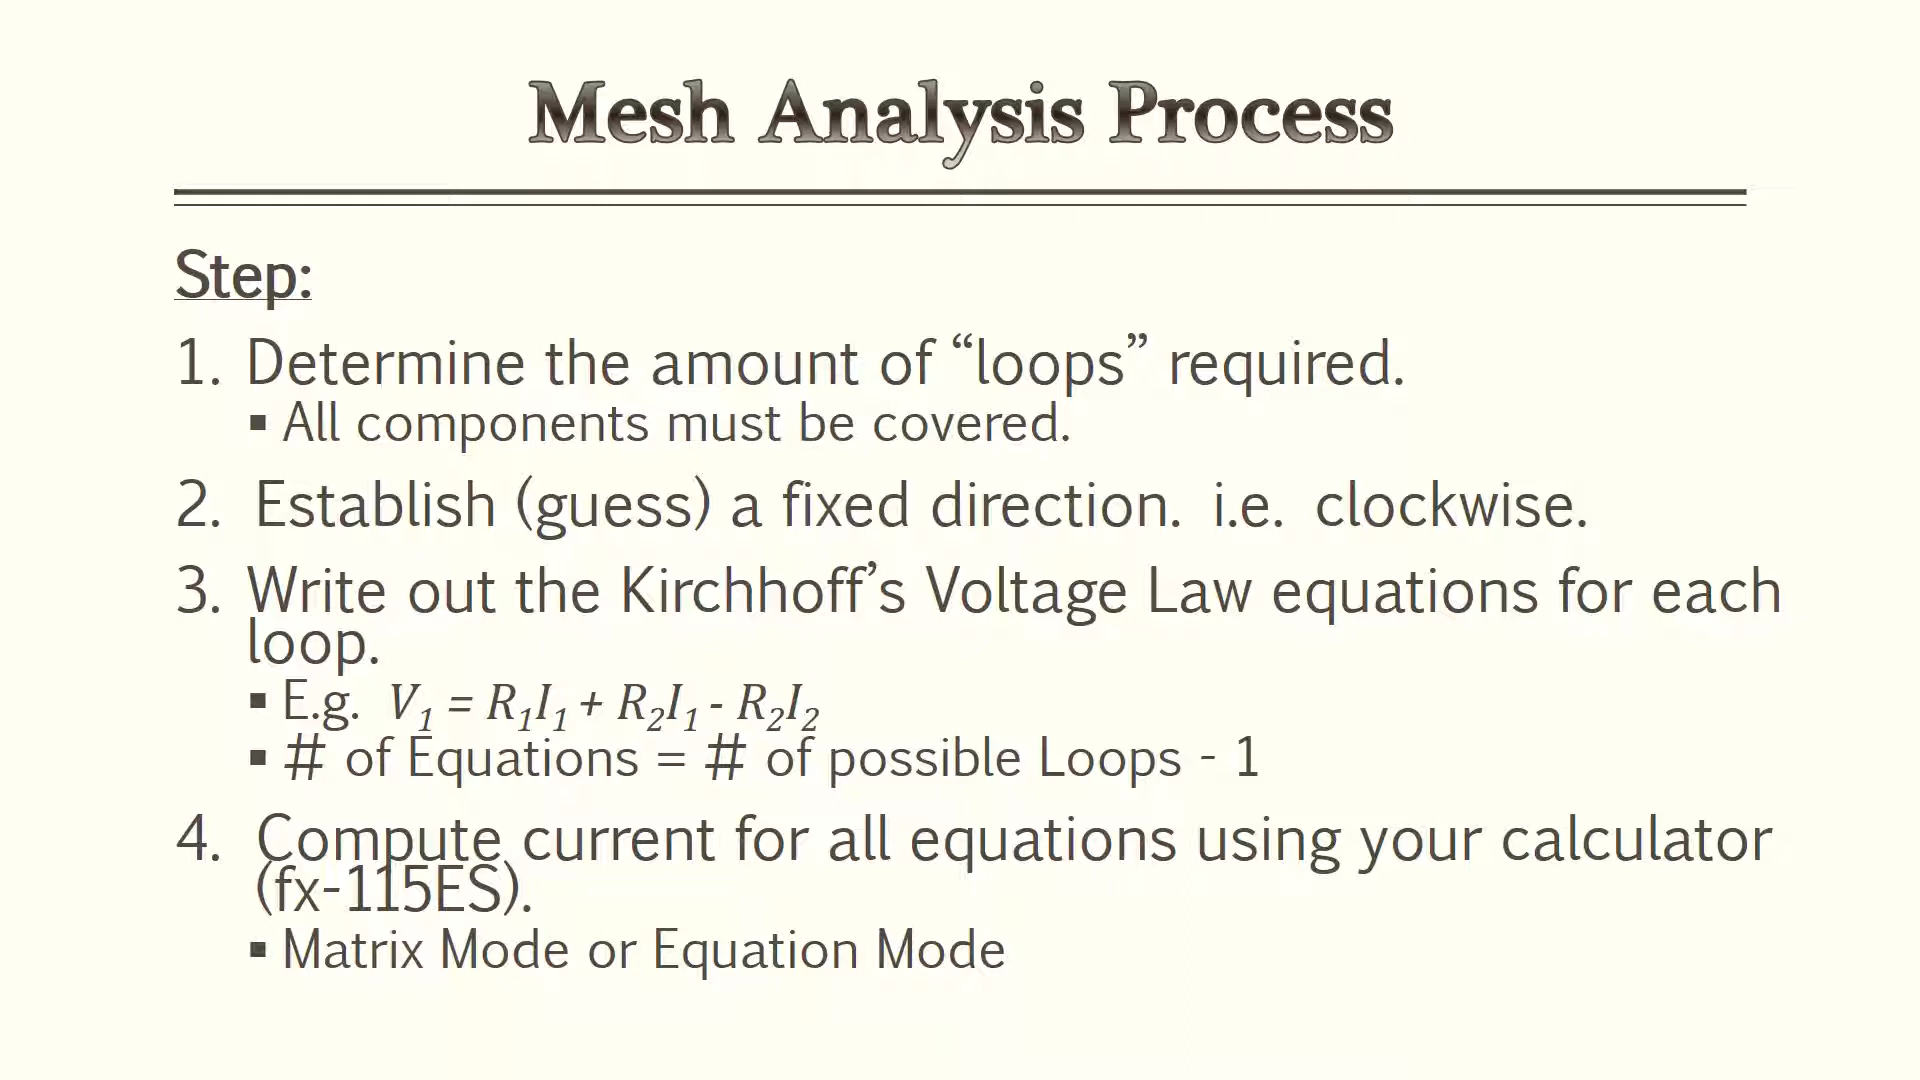 Mesh Analysis Process
Step:
1. Determine the amount of “loops” required.
▪ All components must be covered.
2. Establish (guess) a fixed direction. i.e. clockwise.
3. Write out the Kirchhoff’s Voltage Law equations for each
loop.
▪ E.g. V₁ = R₁I₁ + R₂I₁ - R₂I₂
▪ # of Equations = # of possible Loops - 1
4. Compute current for all equations using your calculator
(fx-115ES).
▪ Matrix Mode or Equation Mode